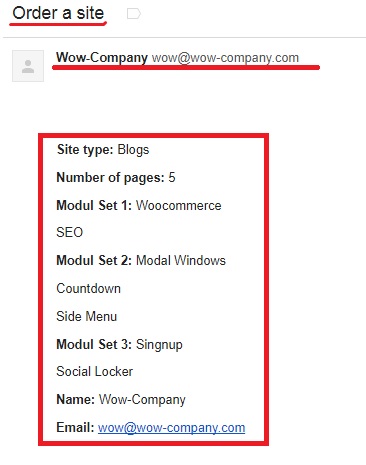 Order a site
Wow-Company wow@wow-company.com
Site type: Blogs
Number of pages: 5
Modul Set 1: Woocommerce
SEO
Modul Set 2: Modal Windows
Countdown
Side Menu
Modul Set 3: Singnup
Social Locker
Name: Wow-Company
Email: wow@wow-company.com